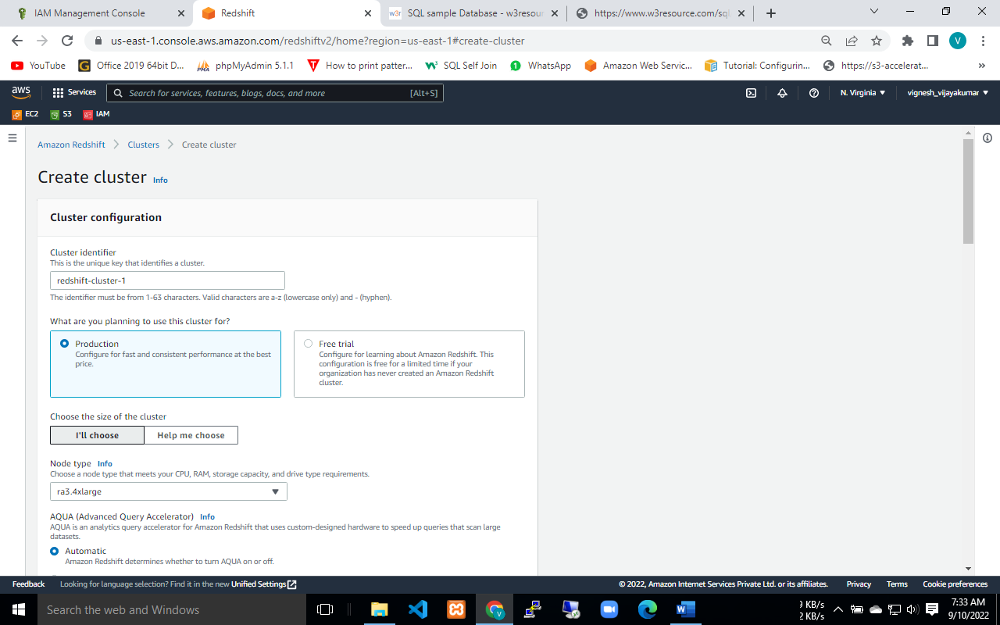 IAM Management Console
Redshift
w3r SQL sample Database - w3resour
https://www.w3resource.com/sql
us-east-1.console.aws.amazon.com/redshiftv2/home?region=us-east-1#create-cluster
V
YouTube
Office 2019 64bit D...
phpMyAdmin 5.1.1
How to print patter...
SQL Self Join
WhatsApp
Amazon Web Servic...
Tutorial: Configurin...
https://s3-accelerat...
»
aws
Services
Search for services, features, blogs, docs, and more [Alt+S]
N. Virginia
vignesh_vijayakumar
EC2
S3
IAM
Amazon Redshift
Clusters
Create cluster
Create cluster Info
Cluster configuration
Cluster identifier
This is the unique key that identifies a cluster.
redshift-cluster-1
The identifier must be from 1-63 characters. Valid characters are a-z (lowercase only) and - (hyphen).
What are you planning to use this cluster for?
Production
Configure for fast and consistent performance at the best
price.
Free trial
Configure for learning about Amazon Redshift. This
configuration is free for a limited time if your
organization has never created an Amazon Redshift
cluster.
Choose the size of the cluster
I'll choose
Help me choose
Node type Info
Choose a node type that meets your CPU, RAM, storage capacity, and drive type requirements.
ra3.4xlarge
AQUA (Advanced Query Accelerator) Info
AQUA is an analytics query accelerator for Amazon Redshift that uses custom-designed hardware to speed up queries that scan large
datasets.
Automatic
Amazon Redshift determines whether to turn AQUA on or off.
Feedback
Looking for language selection? Find it in the new Unified Settings
© 2022, Amazon Internet Services Private Ltd. or its affiliates.
Privacy
Terms
Cookie preferences
Search the web and Windows
9 KB/s
2 KB/s
7:33 AM
9/10/2022